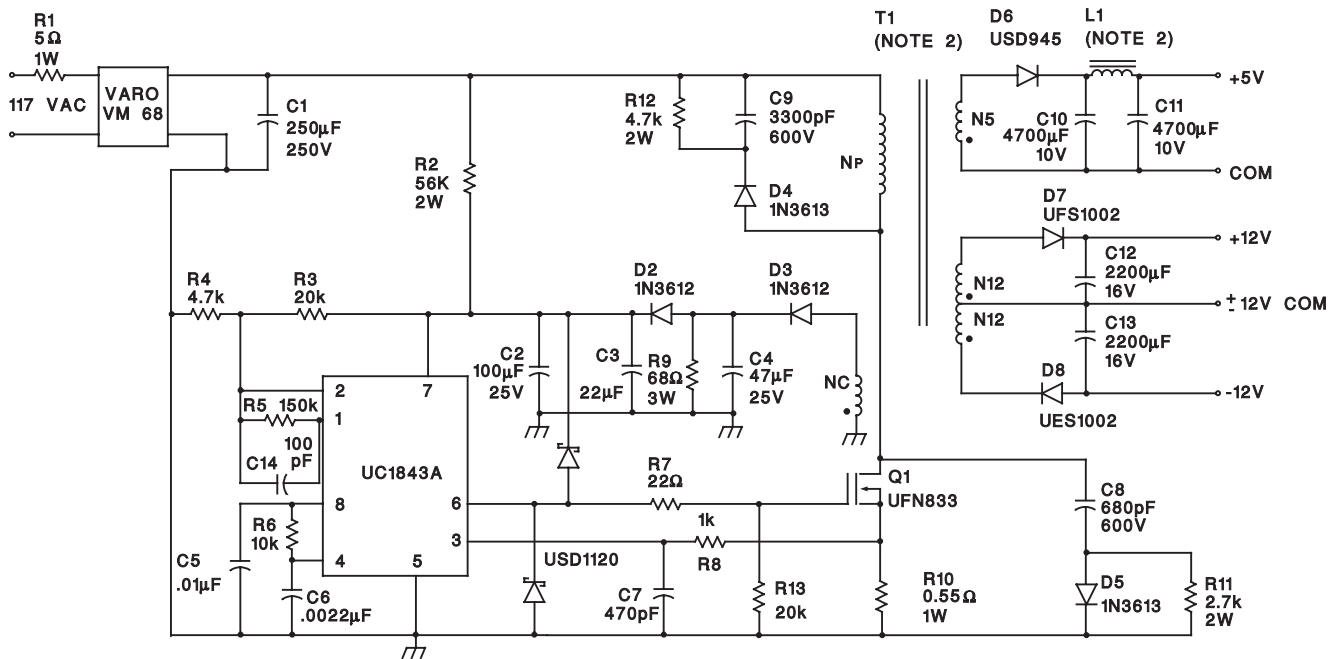 R1
5Ω
1W
117 VAC
VARO
VM 68
C1
250µF
250V
R2
56K
2W
R12
4.7k
2W
C9
3300pF
600V
D4
1N3613
NP
T1
(NOTE 2)
D6
USD945
L1
(NOTE 2)
+5V
N5
C10
4700µF
10V
C11
4700µF
10V
COM
D7
UFS1002
+12V
N12
N12
C12
2200µF
16V
+
- 12V COM
C13
2200µF
16V
D8
UES1002
-12V
R4
4.7k
R3
20k
D2
1N3612
D3
1N3612
C2
100µF
25V
C3
22µF
R9
68Ω
3W
C4
47µF
25V
NC
2
7
R5 150k
1
100
pF
C14
UC1843A
8
6
R6
10k
4
5
3
C5
.01µF
C6
.0022µF
USD1120
R7
22Ω
1k
R8
C7
470pF
R13
20k
Q1
UFN833
R10
0.55Ω
1W
C8
680pF
600V
D5
1N3613
R11
2.7k
2W